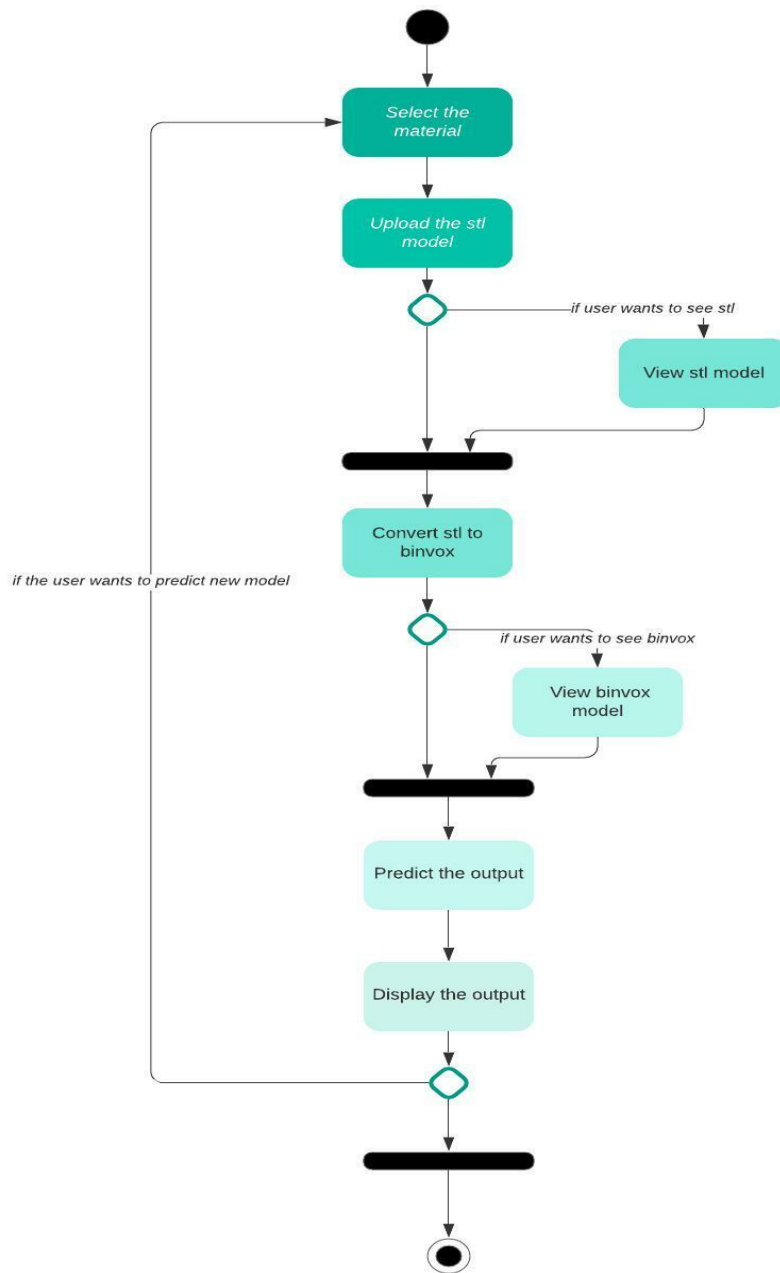 Select the
material
Upload the stl
model
if user wants to see stl
View stl model
Convert stl to
binvox
if the user wants to predict new model
if user wants to see binvox
View binvox
model
Predict the output
Display the output